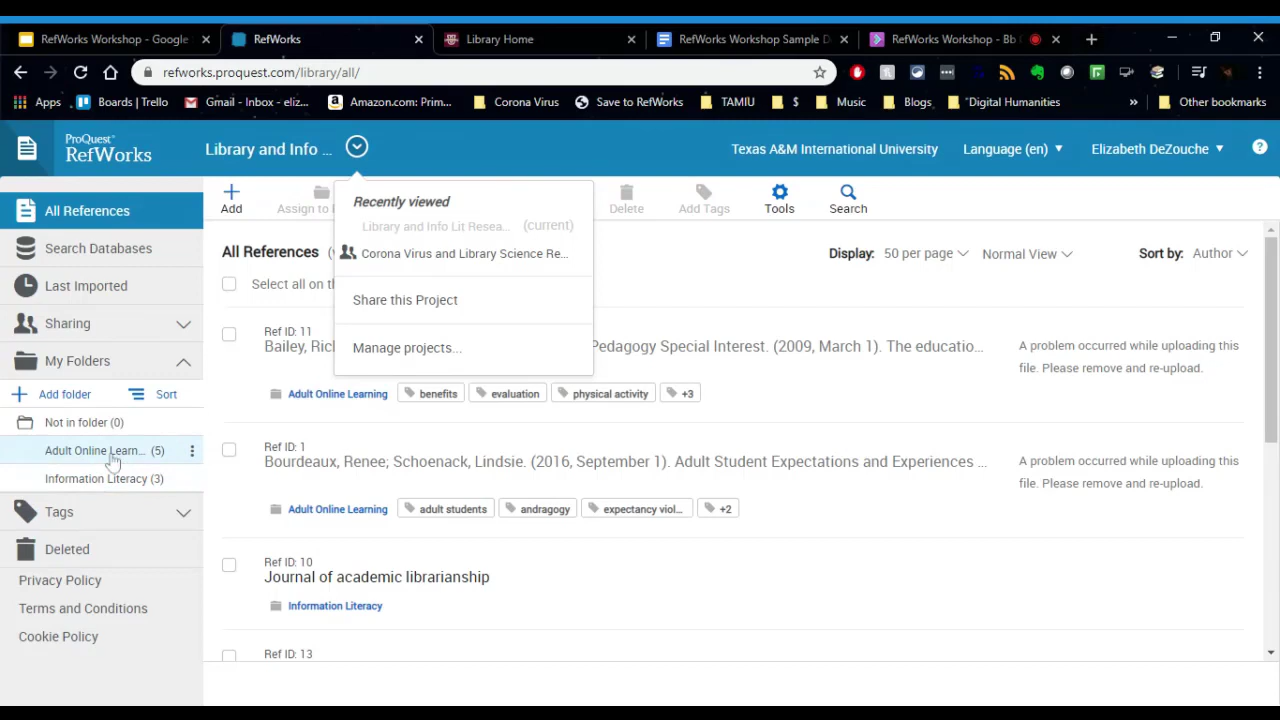 RefWorks Workshop - Google
RefWorks
Library Home
RefWorks Workshop Sample D
RefWorks Workshop - Bb
refworks.proquest.com/library/all/
Apps
Boards | Trello
Gmail - Inbox - eliz...
Amazon.com: Prim...
Corona Virus
Save to RefWorks
TAMIU
$
Music
Blogs
"Digital Humanities
»
Other bookmarks
ProQuest
RefWorks
Library and Info ...
Texas A&M International University
Language (en)
Elizabeth DeZouche
?
All References
Search Databases
Last Imported
Sharing
My Folders
Add folder
Sort
Not in folder (0)
Adult Online Learn... (5)
Information Literacy (3)
Tags
Deleted
Privacy Policy
Terms and Conditions
Cookie Policy
Add
Assign to
Delete
Add Tags
Tools
Search
Recently viewed
Library and Info Lit Resea... (current)
Corona Virus and Library Science Re...
Share this Project
Manage projects...
All References
Display: 50 per page
Normal View
Sort by: Author
Select all on
Ref ID: 11
Bailey, Pedagogy Special Interest. (2009, March 1). The educatio...
A problem occurred while uploading this
file. Please remove and re-upload.
Adult Online Learning
benefits
evaluation
physical activity
+3
Ref ID: 1
Bourdeaux, Renee; Schoenack, Lindsie. (2016, September 1). Adult Student Expectations and Experiences ...
A problem occurred while uploading this
file. Please remove and re-upload.
Adult Online Learning
adult students
andragogy
expectancy viol...
+2
Ref ID: 10
Journal of academic librarianship
Information Literacy
Ref ID: 13